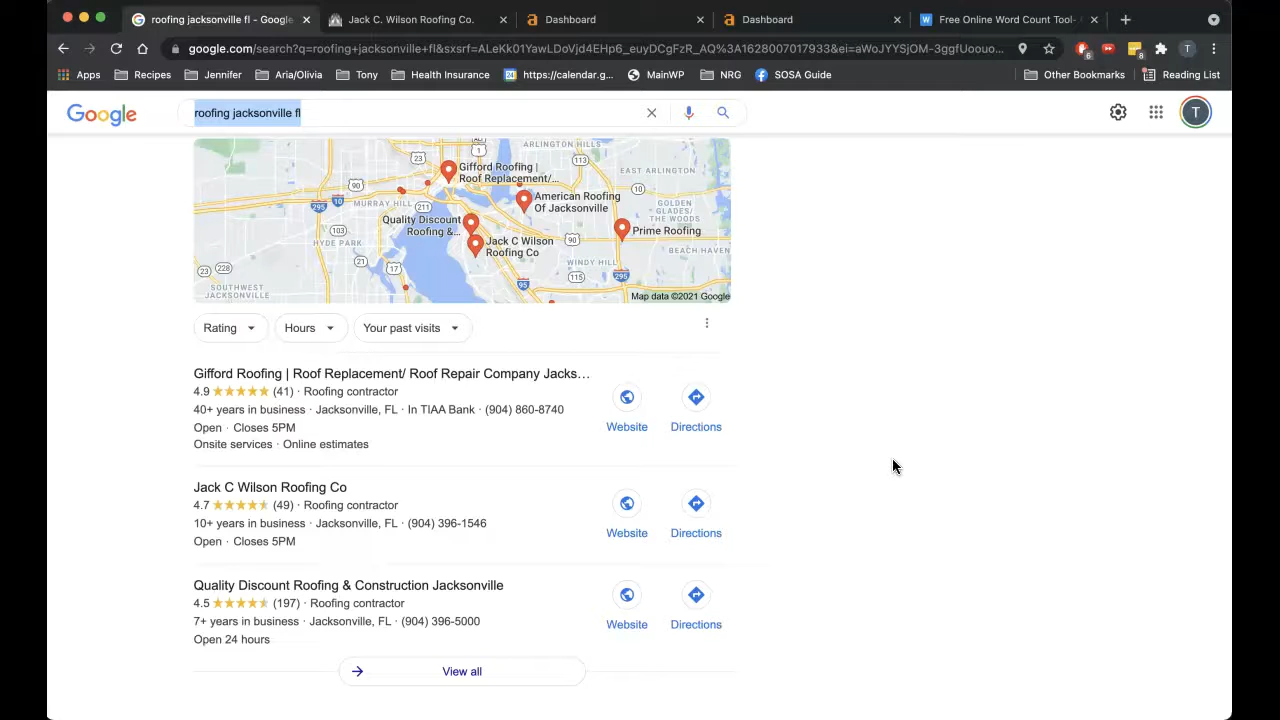 roofing jacksonville fl - Google
Jack C. Wilson Roofing Co.
Dashboard
Dashboard
Free Online Word Count Tool-
google.com/search?q=roofing+jacksonville+fl&sxsrf=ALeKk01YawLDoVjd4EHp6_euyDCgFzR_AQ%3A1628007017933&ei=aWoJYYSjOM-3ggfUoouo...
Apps
Recipes
Jennifer
Aria/Olivia
Tony
Health Insurance
https://calendar.g...
MainWP
NRG
SOSA Guide
Other Bookmarks
Reading List
Google
roofing jacksonville fl
T
ARLINGTON HILLS
EAST ARLINGTON
Gifford Roofing |
Roof Replacement/...
American Roofing
Of Jacksonville
MURRAY HILL
GOLDEN
GLADES/
THE WOODS
Quality Discount
Roofing &...
Prime Roofing
HYDE PARK
Jack C Wilson
Roofing Co
BEACH HAVEN
WINDY HILL
SOUTHWEST
JACKSONVILLE
Map data ©2021 Google
Rating
Hours
Your past visits
Gifford Roofing | Roof Replacement/ Roof Repair Company Jacks...
4.9 (41) · Roofing contractor
40+ years in business · Jacksonville, FL · In TIAA Bank · (904) 860-8740
Open · Closes 5PM
Onsite services · Online estimates
Website
Directions
Jack C Wilson Roofing Co
4.7 (49) · Roofing contractor
10+ years in business · Jacksonville, FL · (904) 396-1546
Open · Closes 5PM
Website
Directions
Quality Discount Roofing & Construction Jacksonville
4.5 (197) · Roofing contractor
7+ years in business · Jacksonville, FL · (904) 396-5000
Open 24 hours
Website
Directions
View all